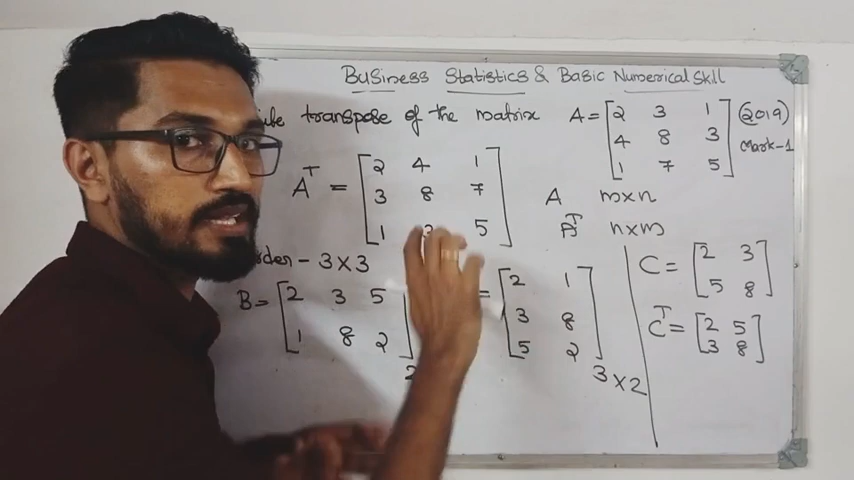 Business Statistics & Basic Numerical Skill
transpose of the matrix A = [2 3 1 (2019)
4 8 3 Mark-1
1 7 5]
A^T = [2 4 1
3 8 7
1 3 5]
A m×n
A^T n×m
- 3×3
B = [2 3 5
1 8 2]
2
= [2 1
3 8
5 2]
3×2
C = [2 3
5 8]
C^T = [2 5
3 8]